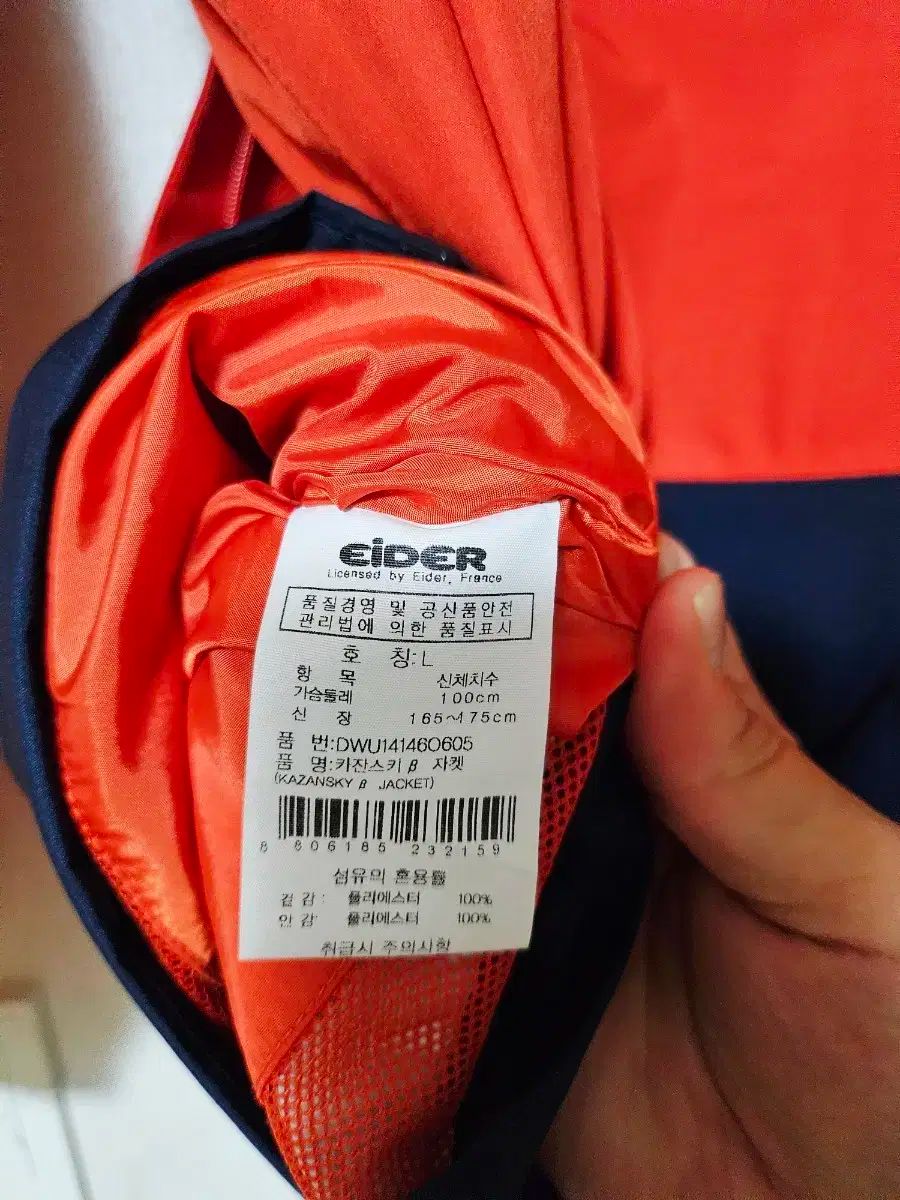 EiDER
Licensed by Eider, France
품질경영 및 공산품안전
관리법에 의한 품질표시
호 칭:L
항 목 신체치수
가슴둘레 100cm
신 장 165~175cm
품 번:DWU14146O605
품 명:카잔스키 β 자켓
(KAZANSKY β JACKET)
8 806185 232159
섬유의 혼용률
겉감: 폴리에스터 100%
안감: 폴리에스터 100%
취급시 주의사항